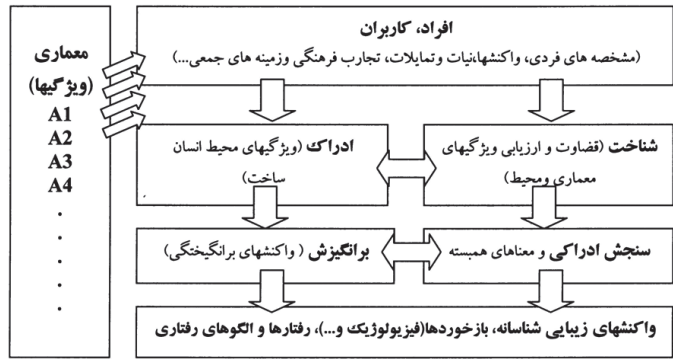 افراد، کاربران
(مشخصه های فردی، واکنشها،نیات وتمایلات، تجارب فرهنگی وزمینه های جمعی...)
معماری
(ویژگیها)
A1
A2
A3
A4
.
.
.
.
.
شناخت (قضاوت و ارزیابی ویژگیهای
معماری ومحیط)
ادراک (ویژگیهای محیط انسان
ساخت)
سنجش ادراکی و معناهای همبسته
برانگیزش ( واکنشهای برانگیختگی)
واکنشهای زیبایی شناسانه، بازخوردها(فیزیولوژیک و...)، رفتارها و الگوهای رفتاری